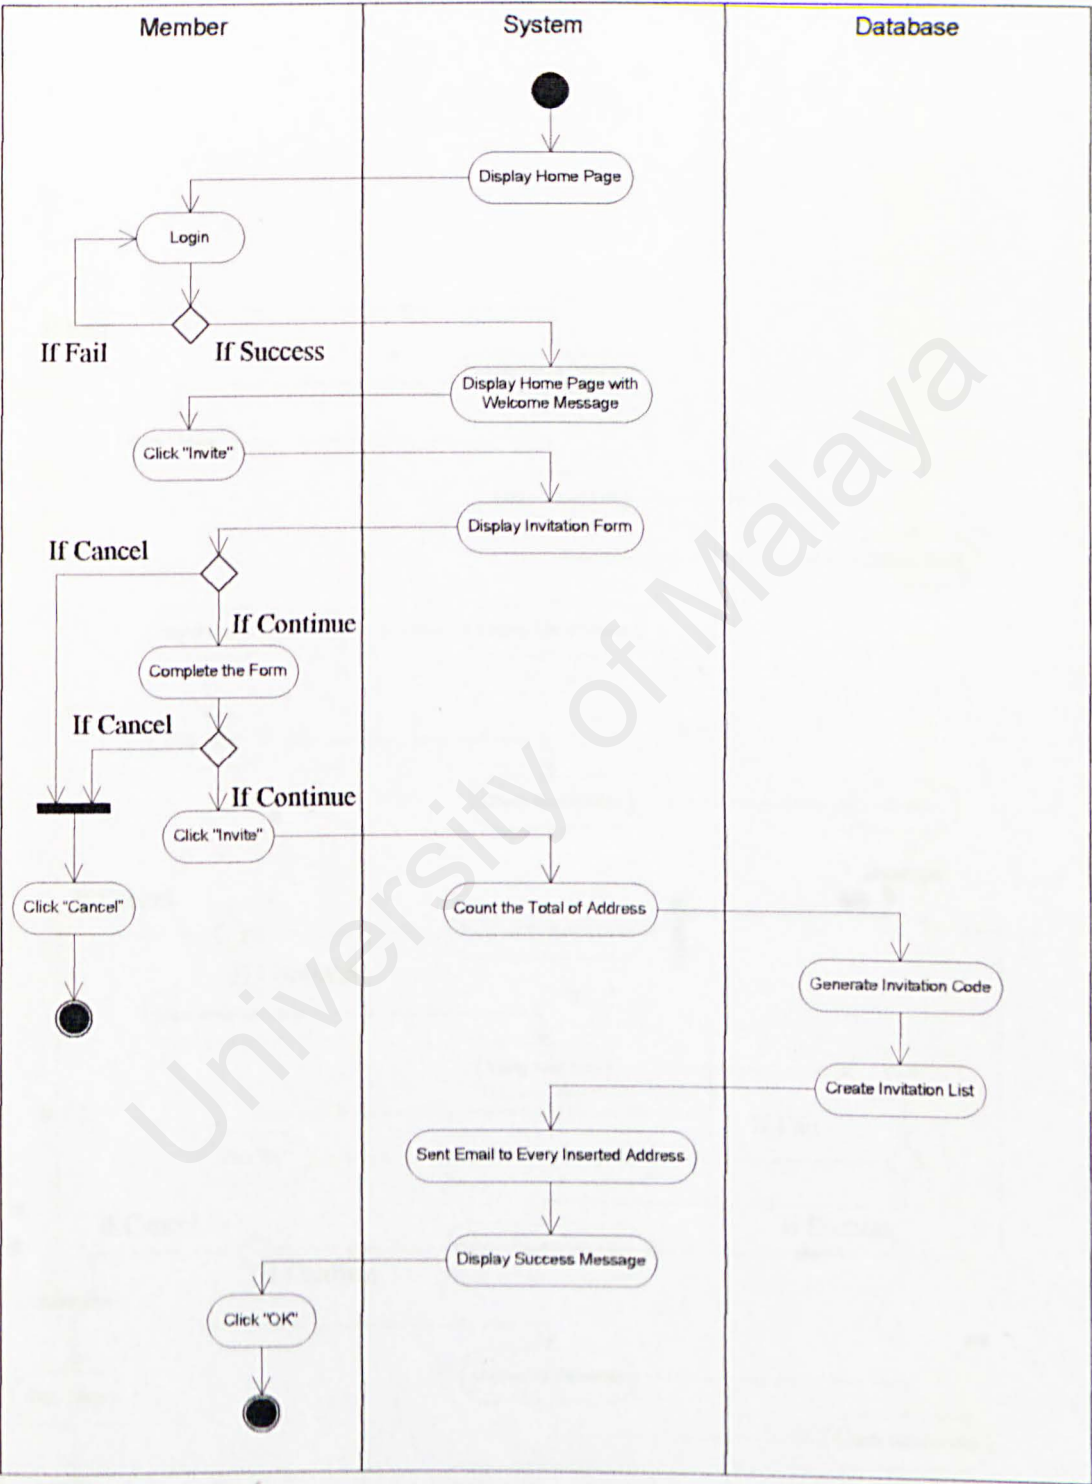 Member
System
Database
Display Home Page
Login
If Fail
If Success
Display Home Page with
Welcome Message
Click "Invite"
Display Invitation Form
If Cancel
If Continue
Complete the Form
If Cancel
If Continue
Click "Invite"
Click "Cancel"
Count the Total of Address
Generate Invitation Code
Create Invitation List
Sent Email to Every Inserted Address
Display Success Message
Click "OK"
University of Malaya